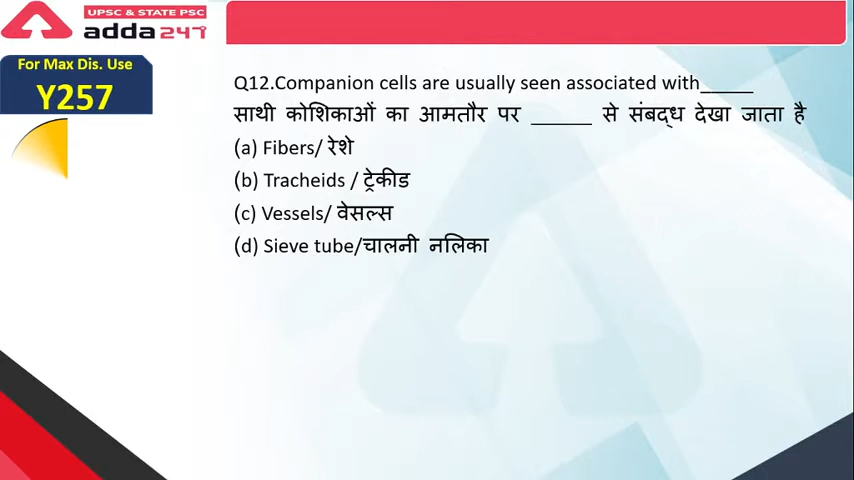 UPSC & STATE PSC
adda247
For Max Dis. Use
Y257
Q12.Companion cells are usually seen associated with_____
साथी कोशिकाओं का आमतौर पर _____ से संबद्ध देखा जाता है
(a) Fibers/ रेशे
(b) Tracheids / ट्रेकीड
(c) Vessels/ वेसल्स
(d) Sieve tube/चालनी नलिका